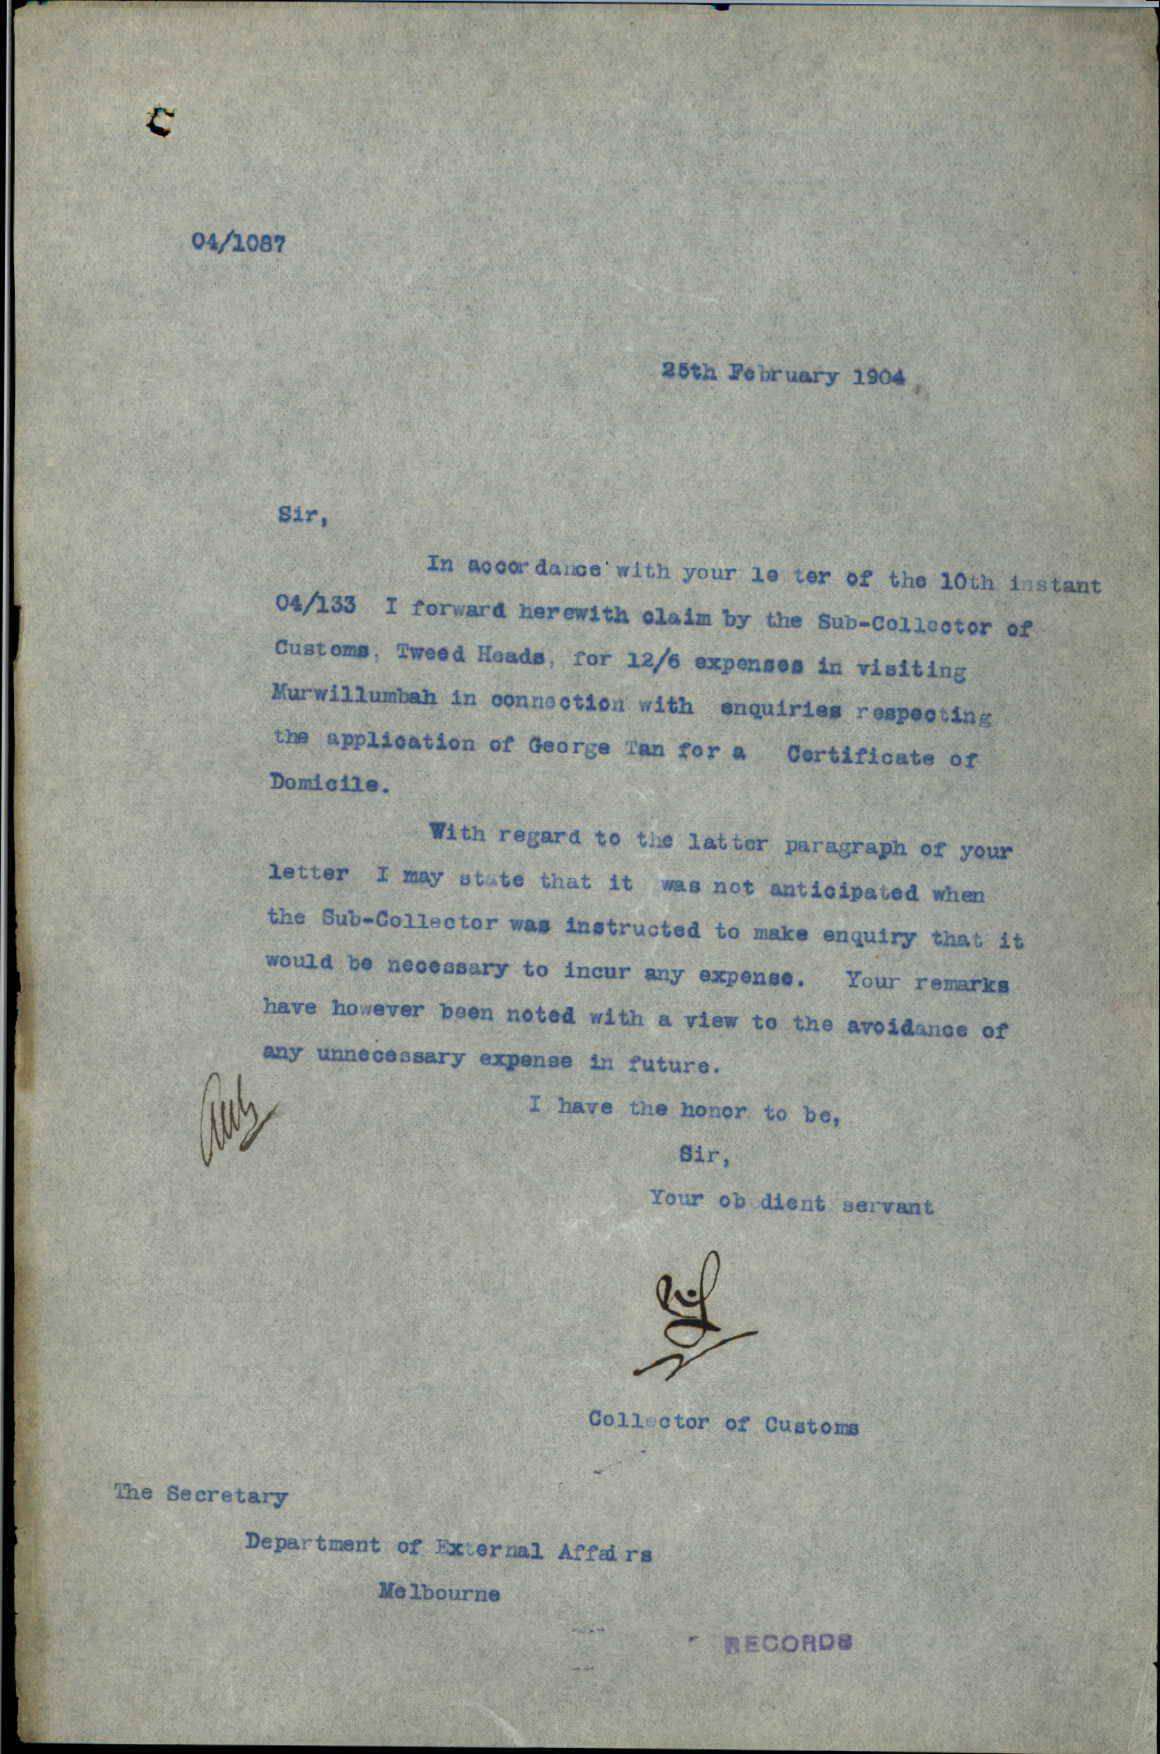 04/1087
25th February 1904
Sir,
In accordance with your le ter of the 10th instant
04/133 I forward herewith claim by the Sub-Collector of
Customs, Tweed Heads, for 12/6 expenses in visiting
Murwillumbah in connection with enquiries respecting
the application of George Tan for a Certificate of
Domicile.
With regard to the latter paragraph of your
letter I may state that it was not anticipated when
the Sub-Collector was instructed to make enquiry that it
would be necessary to incur any expense. Your remarks
have however been noted with a view to the avoidance of
any unnecessary expense in future.
I have the honor to be,
Sir,
Your obedient servant
Collector of Customs
The Secretary
Department of External Affairs
Melbourne
RECORDS